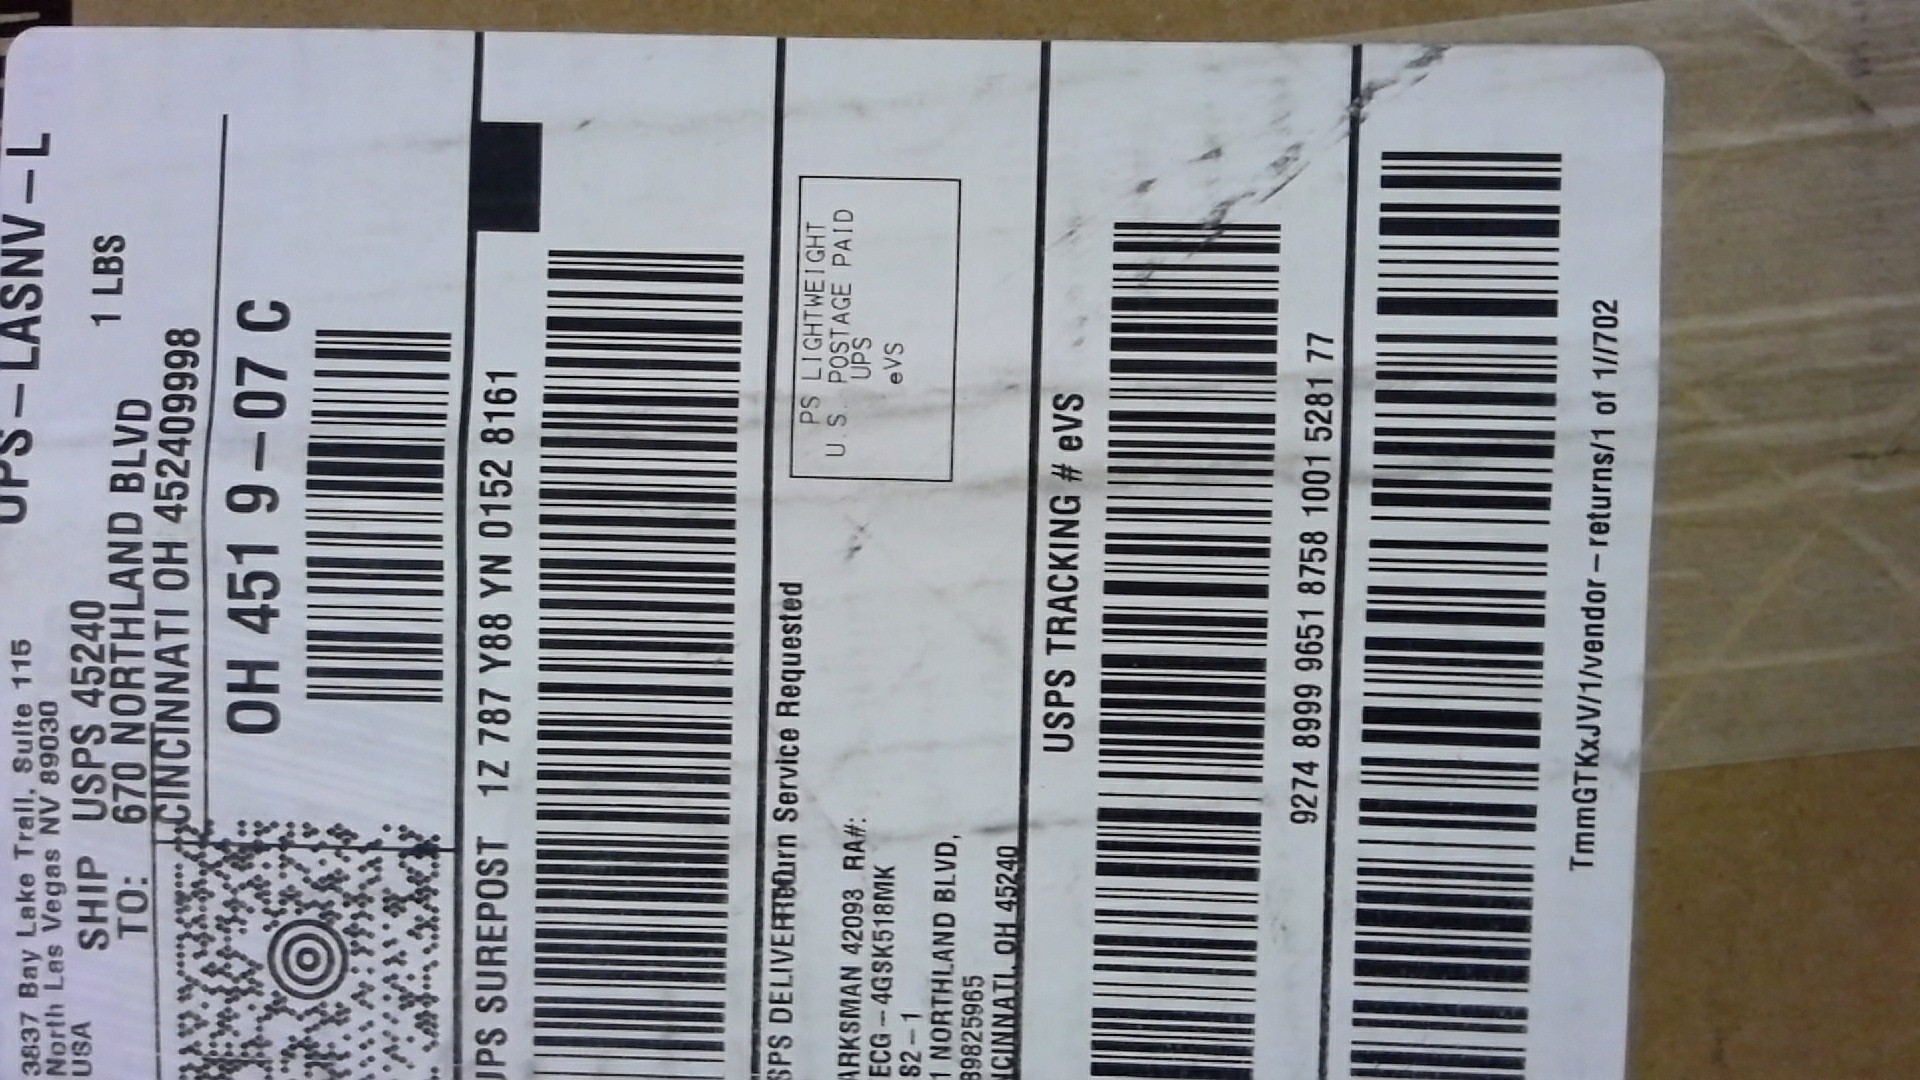 UPS-LASNV-L
3837 Bay Lake Trail, Suite 115
North Las Vegas NV 89030
USA
1 LBS
SHIP USPS 45240
TO: 670 NORTHLAND BLVD
CINCINNATI OH 452409998
OH 451 9-07 C
UPS SUREPOST 1Z 787 Y88 YN 0152 8161
Return Service Requested
PS LIGHTWEIGHT
U.S. POSTAGE PAID
UPS
eVS
ARKSMAN 42093 RA#:
ECG-4GSK518MK
S2-1
1 NORTHLAND BLVD,
89825965
NCINNATI, OH 45240
USPS TRACKING # eVS
9274 8999 9651 8758 1001 5281 77
TmmGTKxJV/1/vendor-returns/1 of 1//702